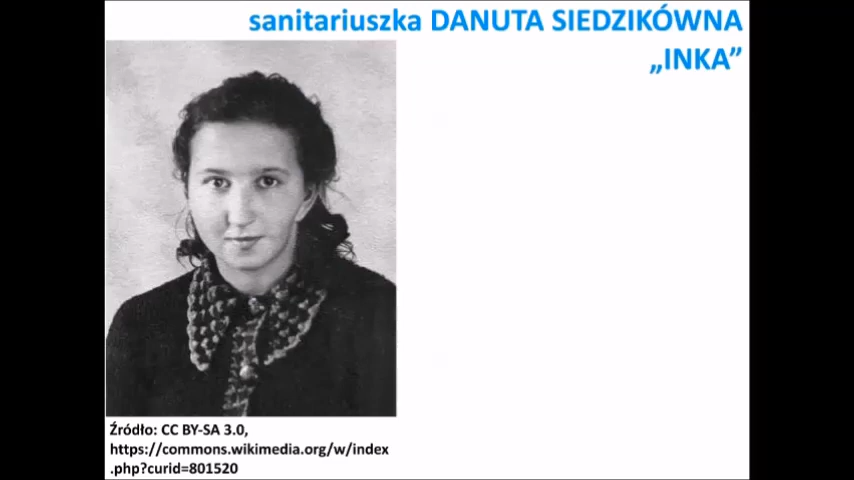 sanitariuszka DANUTA SIEDZIKÓWNA
„INKA”
Źródło: CC BY-SA 3.0,
https://commons.wikimedia.org/w/index
.php?curid=801520